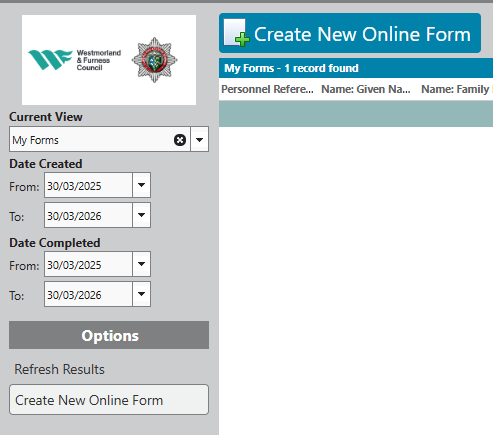 Westmorland
& Furness
Council
Current View
My Forms
Date Created
From: 30/03/2025
To: 30/03/2026
Date Completed
From: 30/03/2025
To: 30/03/2026
Options
Refresh Results
Create New Online Form
Create New Online Form
My Forms - 1 record found
Personnel Refere... Name: Given Na... Name: Family